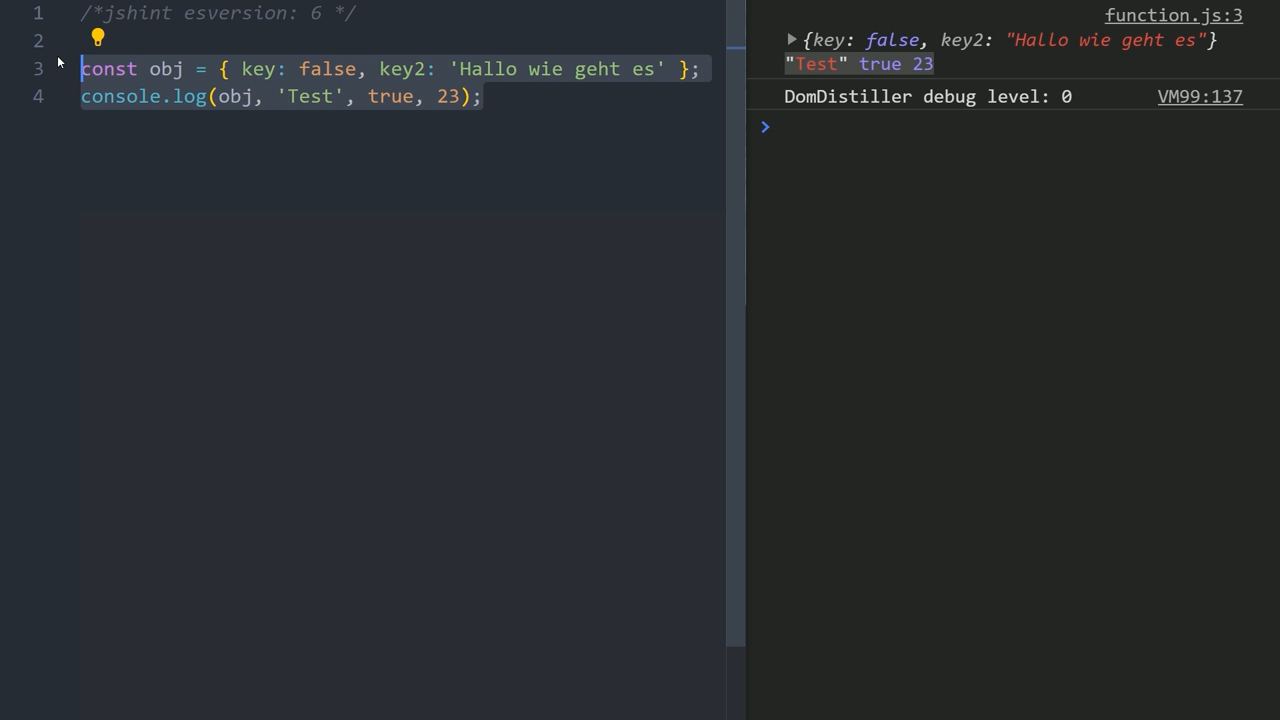 1 /*jshint esversion: 6 */
2
3 const obj = { key: false, key2: 'Hallo wie geht es' };
4 console.log(obj, 'Test', true, 23);
function.js:3
{key: false, key2: "Hallo wie geht es"}
"Test" true 23
DomDistiller debug level: 0 VM99:137